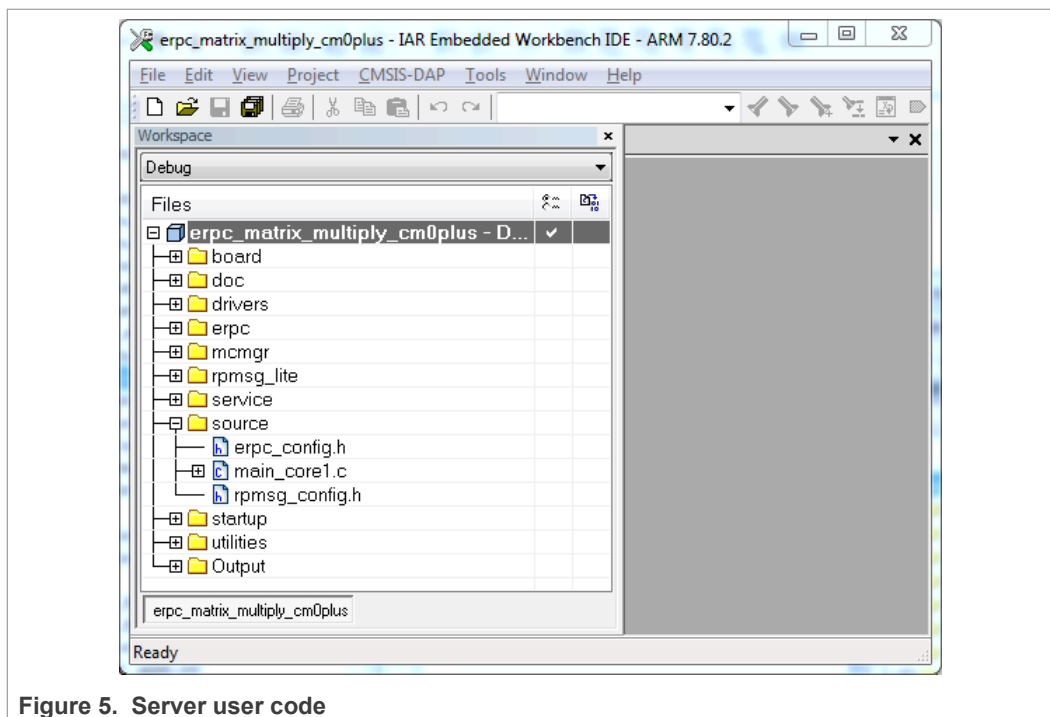 erpc_matrix_multiply_cm0plus - IAR Embedded Workbench IDE - ARM 7.80.2
File Edit View Project CMSIS-DAP Tools Window Help
Workspace
Debug
Files
erpc_matrix_multiply_cm0plus - D...
board
doc
drivers
erpc
mcmgr
rpmsg_lite
service
source
erpc_config.h
main_core1.c
rpmsg_config.h
startup
utilities
Output
erpc_matrix_multiply_cm0plus
Ready
Figure 5. Server user code